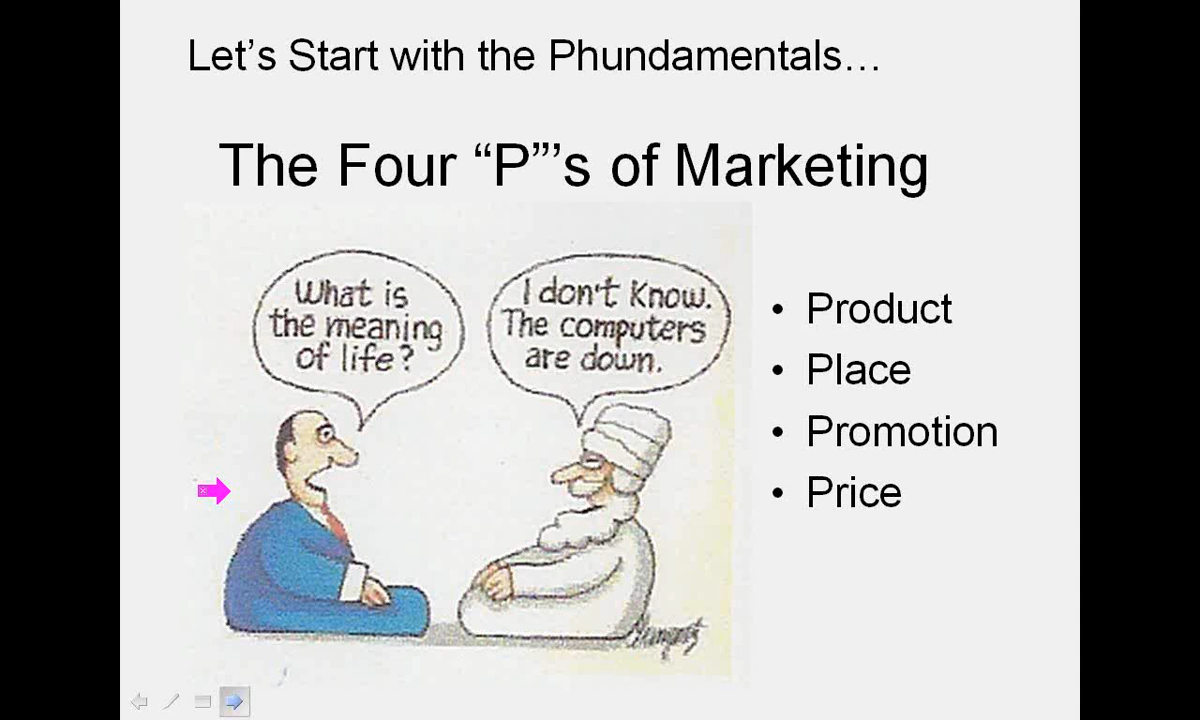 Let's Start with the Phundamentals…
The Four “P”'s of Marketing
What is
the meaning
of life?
I don't know.
The computers
are down.
• Product
• Place
• Promotion
• Price